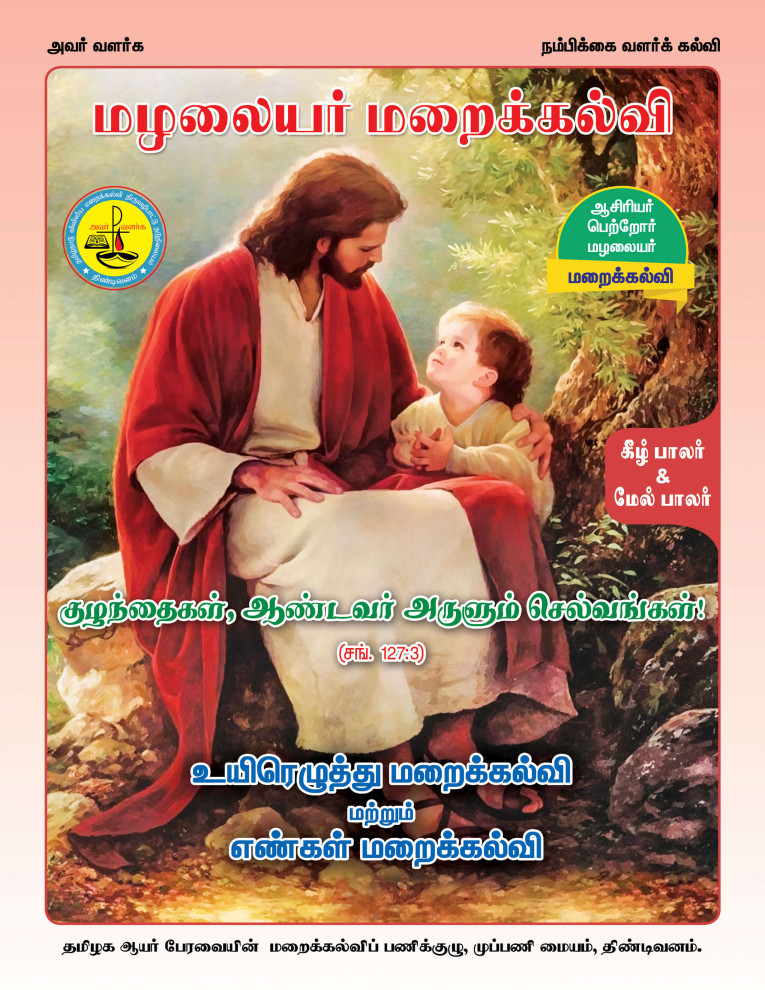 அவர் வளர்க
நம்பிக்கை வளர்க் கல்வி
மழலையர் மறைக்கல்வி
அவர் வளர்க
திண்டிவனம்
ஆசிரியர்
பெற்றோர்
மழலையர்
மறைக்கல்வி
கீழ் பாலர்
&
மேல் பாலர்
குழந்தைகள், ஆண்டவர் அருளும் செல்வங்கள்!
(சங். 127:3)
உயிரெழுத்து மறைக்கல்வி
மற்றும்
எண்கள் மறைக்கல்வி
தமிழக ஆயர் பேரவையின் மறைக்கல்விப் பணிக்குழு, முப்பணி மையம், திண்டிவனம்.